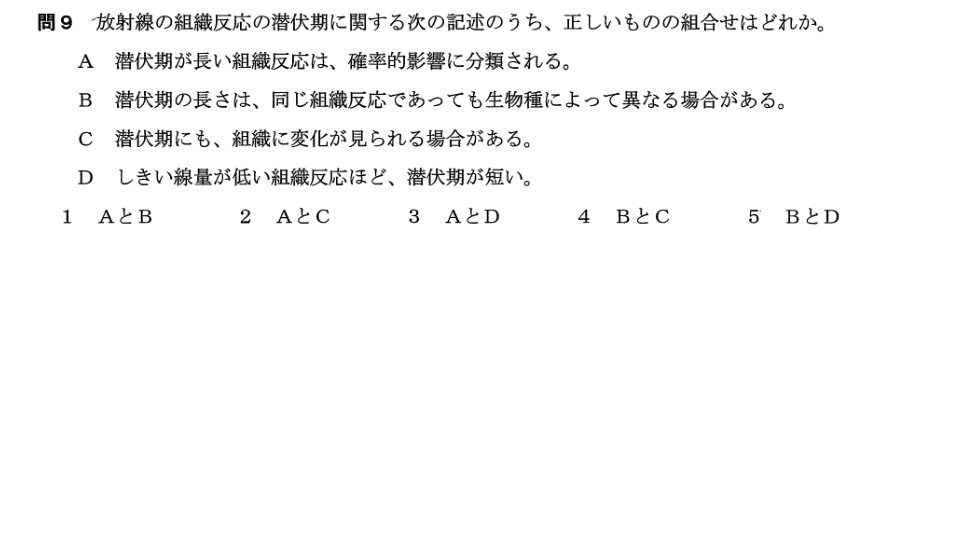 問9 放射線の組織反応の潜伏期に関する次の記述のうち、正しいものの組合せはどれか。
A 潜伏期が長い組織反応は、確率的影響に分類される。
B 潜伏期の長さは、同じ組織反応であっても生物種によって異なる場合がある。
C 潜伏期にも、組織に変化が見られる場合がある。
D しきい線量が低い組織反応ほど、潜伏期が短い。
1 AとB 2 AとC 3 AとD 4 BとC 5 BとD